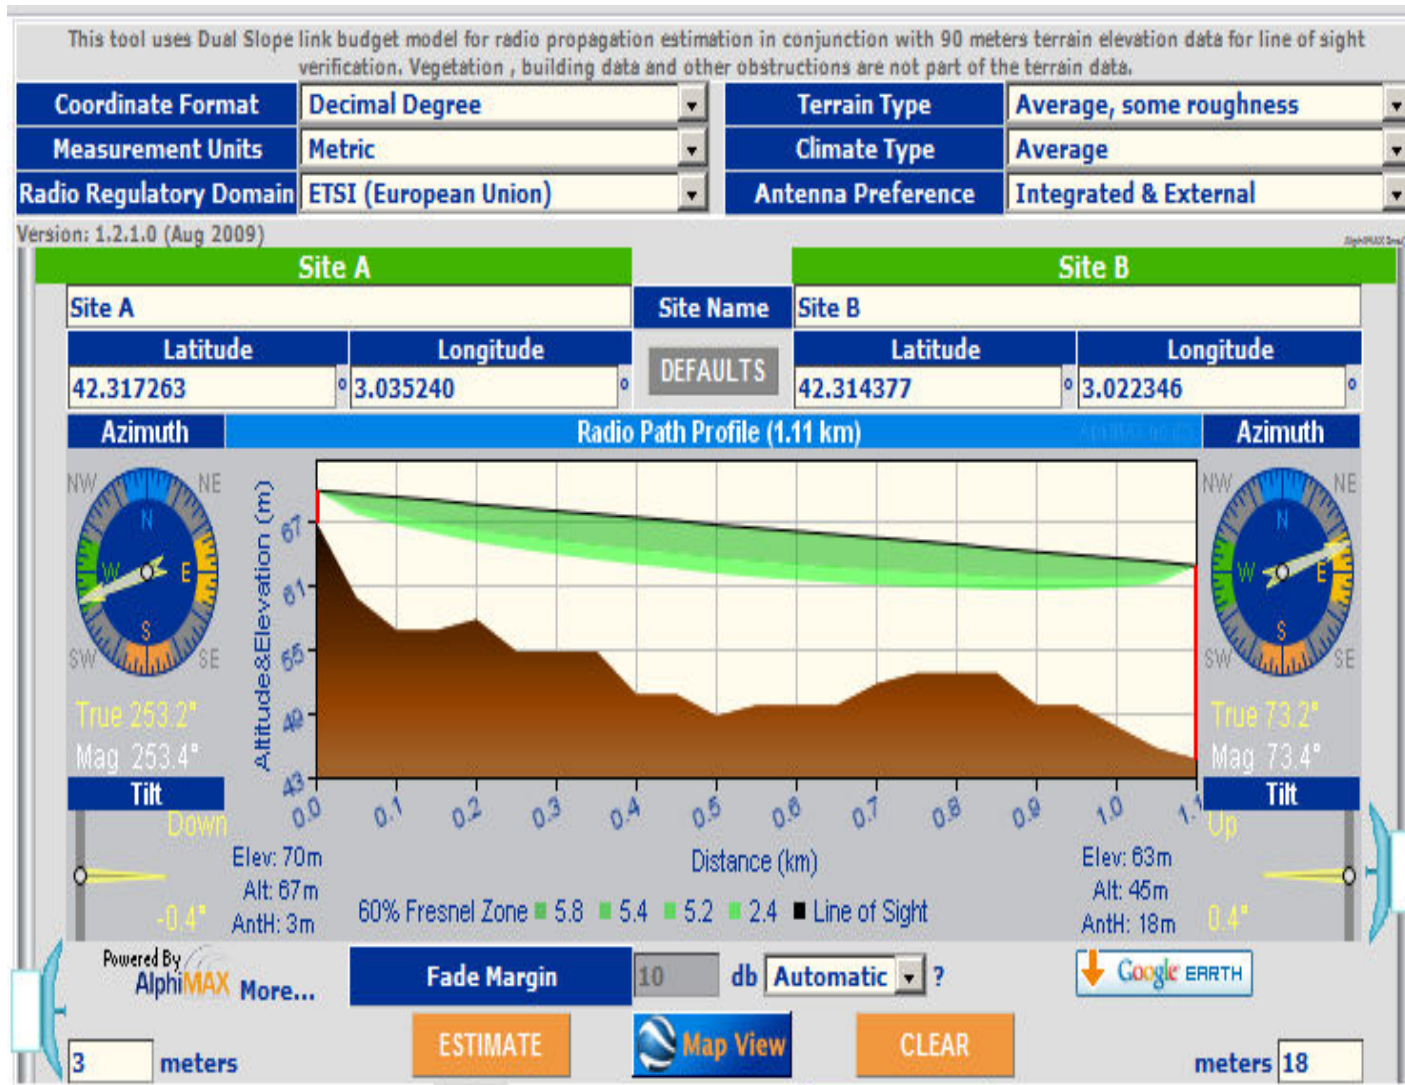 This tool uses Dual Slope link budget model for radio propagation estimation in conjunction with 90 meters terrain elevation data for line of sight
verification. Vegetation , building data and other obstructions are not part of the terrain data.
Coordinate Format Decimal Degree Terrain Type Average, some roughness
Measurement Units Metric Climate Type Average
Radio Regulatory Domain ETSI (European Union) Antenna Preference Integrated & External
Version: 1.2.1.0 (Aug 2009)
Site A Site B
Site A Site Name Site B
Latitude Longitude DEFAULTS Latitude Longitude
42.317263 ° 3.035240 ° 42.314377 ° 3.022346 °
Azimuth Radio Path Profile (1.11 km) Azimuth
NW NE NW NE
N N
W E W E
S S
SW SE SW SE
Altitude&Elevation (m)
67
61
55
49
43
True 253.2° True 73.2°
Mag 253.4° Mag 73.4°
Tilt Tilt
0.0 0.1 0.2 0.3 0.4 0.5 0.6 0.7 0.8 0.9 1.0 1.1
Down Up
Elev: 70m Distance (km) Elev: 63m
Alt: 67m Alt: 45m
-0.4° AntH: 3m 60% Fresnel Zone 5.8 5.4 5.2 2.4 Line of Sight AntH: 18m 0.4°
Powered By
AlphiMAX More... Fade Margin 10 db Automatic ? Google EARTH
ESTIMATE Map View CLEAR
3 meters meters 18